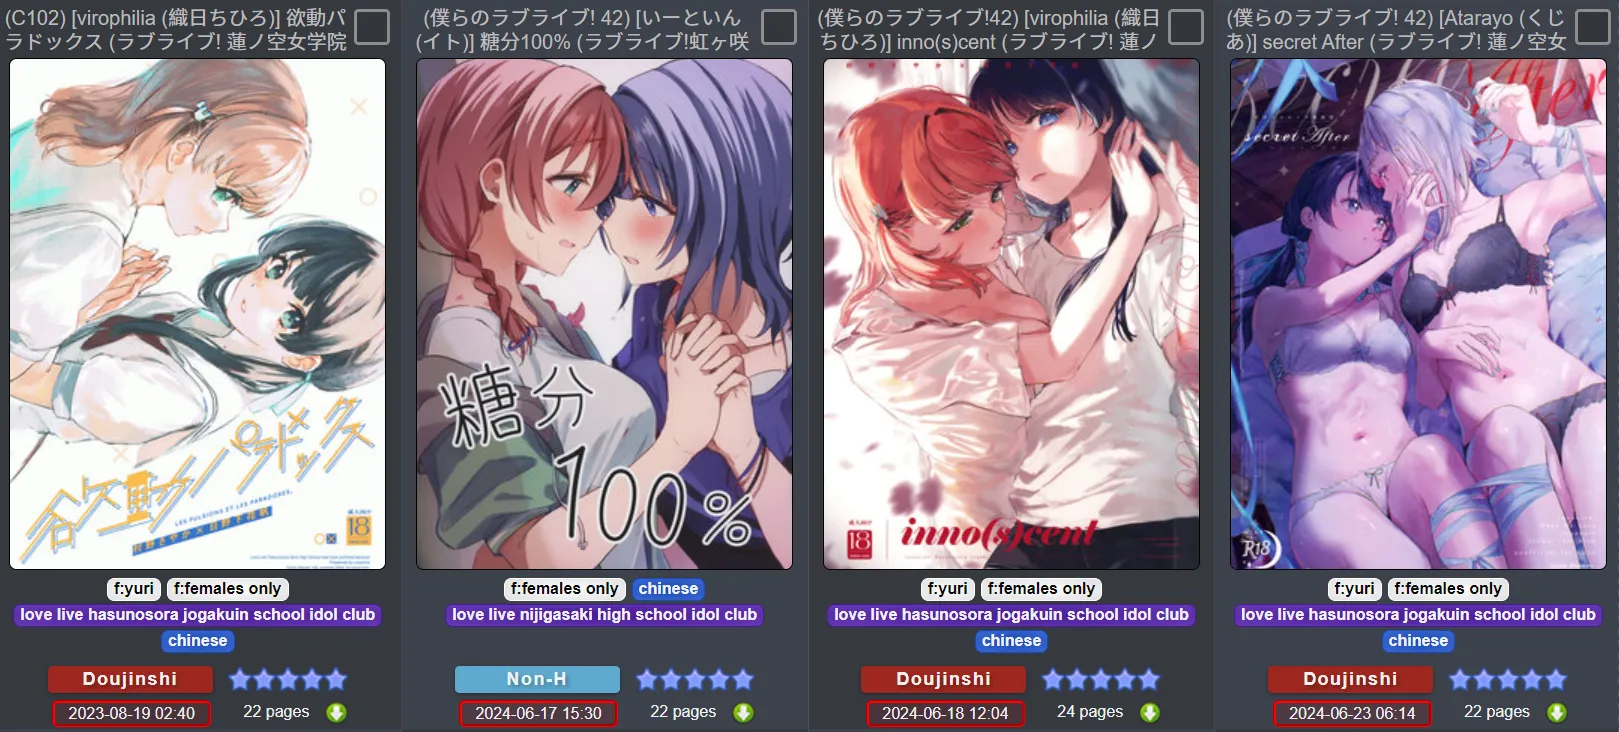 (C102) [virophilia (織日ちひろ)] 欲動パ
ラドックス (ラブライブ! 蓮ノ空女学院
欲動パラドックス
LES PULSIONS ET LES PARADOXES.
18
f:yuri
f:females only
love live hasunosora jogakuin school idol club
chinese
Doujinshi
2023-08-19 02:40
22 pages
(僕らのラブライブ! 42) [いーといん
(イト)] 糖分100% (ラブライブ!虹ヶ咲
糖分
100%
f:females only
chinese
love live nijigasaki high school idol club
Non-H
2024-06-17 15:30
22 pages
(僕らのラブライブ!42) [virophilia (織日
ちひろ)] inno(s)cent (ラブライブ! 蓮ノ
18
inno(s)cent
f:yuri
f:females only
love live hasunosora jogakuin school idol club
chinese
Doujinshi
2024-06-18 12:04
24 pages
(僕らのラブライブ! 42) [Atarayo (くじ
あ)] secret After (ラブライブ! 蓮ノ空女
After
secret After
R18
f:yuri
f:females only
love live hasunosora jogakuin school idol club
chinese
Doujinshi
2024-06-23 06:14
22 pages